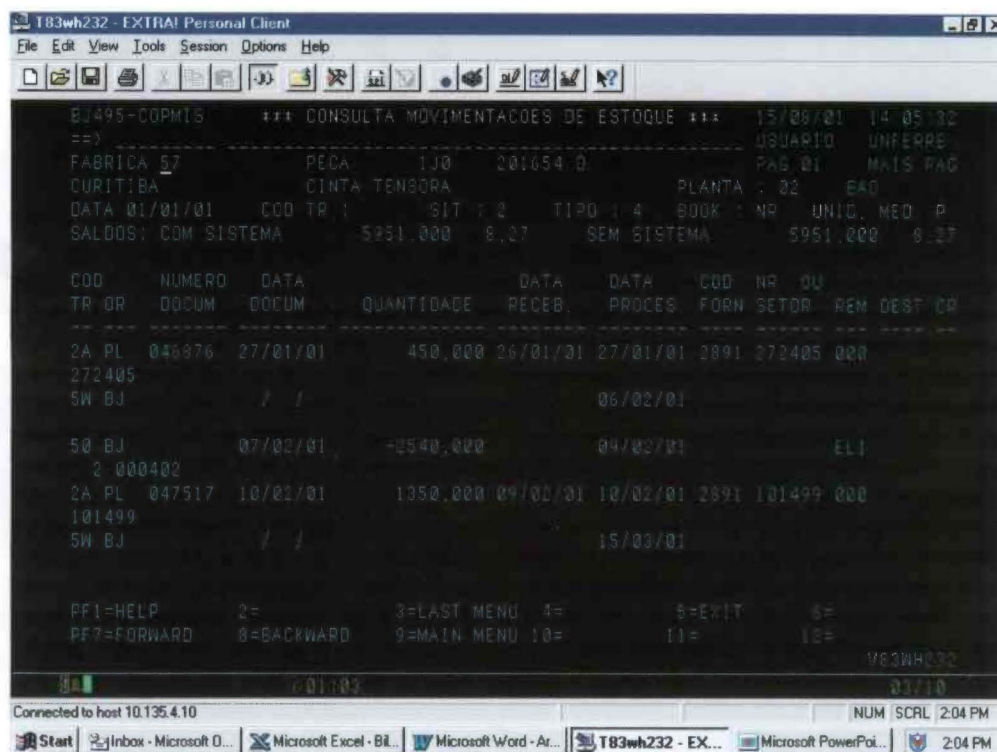 T83wh232 - EXTRA! Personal Client
File Edit View Tools Session Options Help
BJ495-COPMIS *** CONSULTA MOVIMENTACOES DE ESTOQUE *** 15/08/01 14 05 32
==> USUARIO UNFERRE
FABRICA 57 PECA 1J0 201654 PAG 01 MAIS PAG
CURITIBA CINTA TENSORA PLANTA : 02
DATA 01/01/01 COD TR : SIT : 2 TIPO : 4 BOOK : NR UNID. MED P
SALDOS: COM SISTEMA 5951,000 8,27 SEM SISTEMA 5951,000 8,27
COD NUMERO DATA DATA DATA COD NR OU
TR OR DOCUM DOCUM QUANTIDADE RECEB. PROCES FORN SETOR REM DEST CR
2A PL 046876 27/01/01 450,000 26/01/01 27/01/01 2891 272405 000
272405
SW BJ / / 06/02/01
50 BJ 07/02/01 -2540,000 09/02/01 EL1
2 000402
2A PL 047517 10/02/01 1350,000 09/02/01 10/02/01 2891 101499 000
101499
SW BJ / / 15/03/01
PF1=HELP 2= 3=LAST MENU 4= 5=EXIT 6=
PF7=FORWARD 8=BACKWARD 9=MAIN MENU 10= 11= 12=
V83WH232
03/10
Connected to host 10.135.4.10 NUM SCRL 2:04 PM
Start Inbox - Microsoft O... Microsoft Excel - Bil... Microsoft Word - Ar... T83wh232 - EX... Microsoft PowerPoi... 2:04 PM